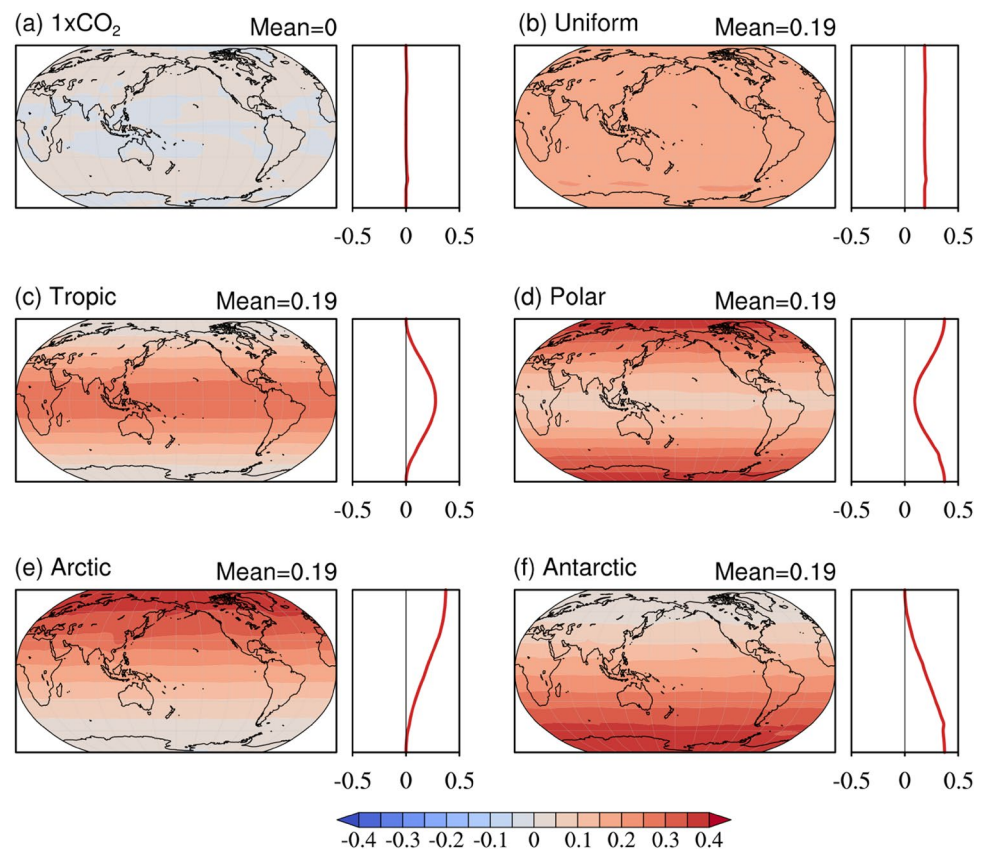 (a) 1xCO₂ Mean=0
(b) Uniform Mean=0.19
-0.5 0 0.5
-0.5 0 0.5
(c) Tropic Mean=0.19
(d) Polar Mean=0.19
-0.5 0 0.5
-0.5 0 0.5
(e) Arctic Mean=0.19
(f) Antarctic Mean=0.19
-0.5 0 0.5
-0.5 0 0.5
-0.4 -0.3 -0.2 -0.1 0 0.1 0.2 0.3 0.4